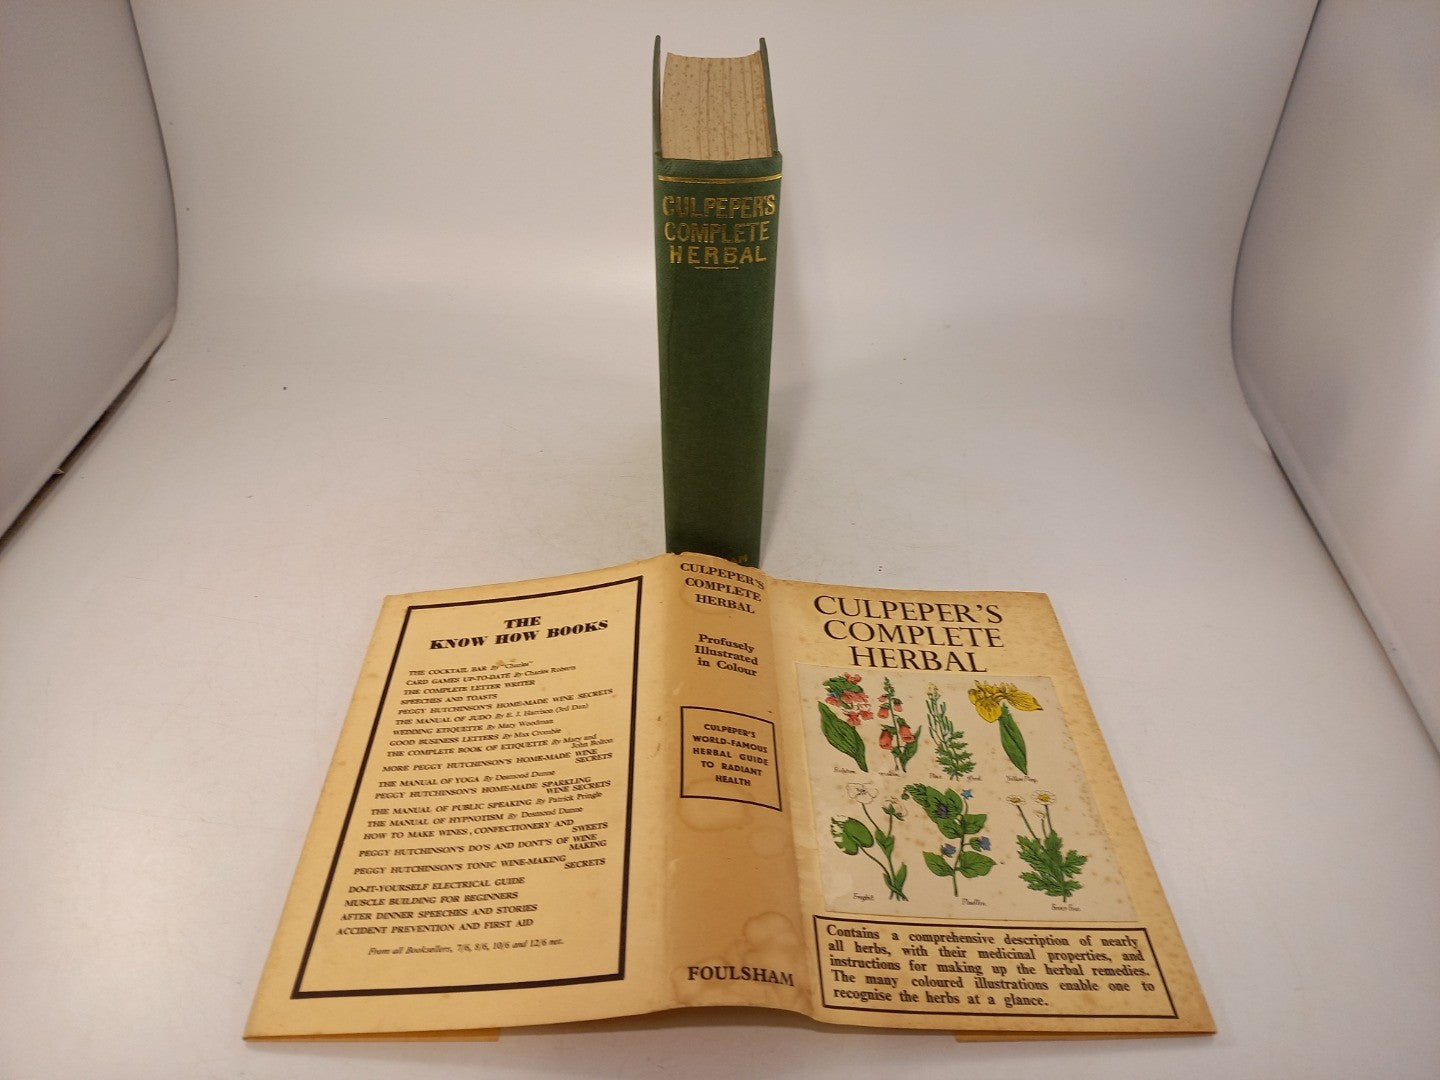 CULPEPER'S
COMPLETE
HERBAL
THE
KNOW HOW BOOKS
THE COCKTAIL BAR By "Charles"
CARD GAMES UP-TO-DATE By Charles Roberts
THE COMPLETE LETTER WRITER
SPEECHES AND TOASTS
PEGGY HUTCHINSON'S HOME-MADE WINE SECRETS
THE MANUAL OF JUDO By E. J. Harrison (3rd Dan)
WEDDING ETIQUETTE By Mary Woodman
GOOD BUSINESS LETTERS By Max Crombie
THE COMPLETE BOOK OF ETIQUETTE By Mary and
John Bolton
MORE PEGGY HUTCHINSON'S HOME-MADE WINE
SECRETS
THE MANUAL OF YOGA By Desmond Dunne
PEGGY HUTCHINSON'S HOME-MADE SPARKLING
WINE SECRETS
THE MANUAL OF PUBLIC SPEAKING By Patrick Pringle
THE MANUAL OF HYPNOTISM By Desmond Dunne
HOW TO MAKE WINES, CONFECTIONERY AND
SWEETS
PEGGY HUTCHINSON'S DO'S AND DONT'S OF WINE
MAKING
PEGGY HUTCHINSON'S TONIC WINE-MAKING
SECRETS
DO-IT-YOURSELF ELECTRICAL GUIDE
MUSCLE BUILDING FOR BEGINNERS
AFTER DINNER SPEECHES AND STORIES
ACCIDENT PREVENTION AND FIRST AID
From all Booksellers, 7/6, 8/6, 10/6 and 12/6 net.
CULPEPER'S
COMPLETE
HERBAL
Profusely
Illustrated
in Colour
CULPEPER'S
WORLD-FAMOUS
HERBAL GUIDE
TO RADIANT
HEALTH
FOULSHAM
CULPEPER'S
COMPLETE
HERBAL
Yellow Flag.
Frogbit.
Contains a comprehensive description of nearly
all herbs, with their medicinal properties, and
instructions for making up the herbal remedies.
The many coloured illustrations enable one to
recognise the herbs at a glance.